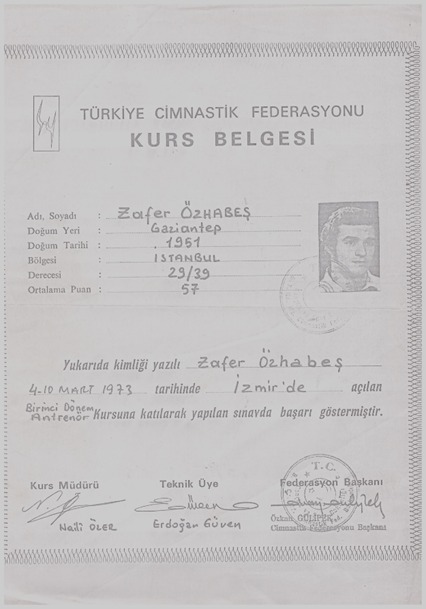 TÜRKİYE CİMNASTİK FEDERASYONU
KURS BELGESİ
Adı, Soyadı : Zafer ÖZHABEŞ
Doğum Yeri : Gaziantep
Doğum Tarihi : 1951
Bölgesi : İSTANBUL
Derecesi : 29/39
Ortalama Puan : 57
Yukarıda kimliği yazılı Zafer Özhabeş
4-10 MART 1973 tarihinde İzmir'de açılan
Birinci Dönem Antrenör Kursuna katılarak yapılan sınavda başarı göstermiştir.
Kurs Müdürü Teknik Üye Federasyon Başkanı
T.C.
Naili ÖLER Erdoğar Güven Özkan
Cimnastik Federasyonu Başkanı